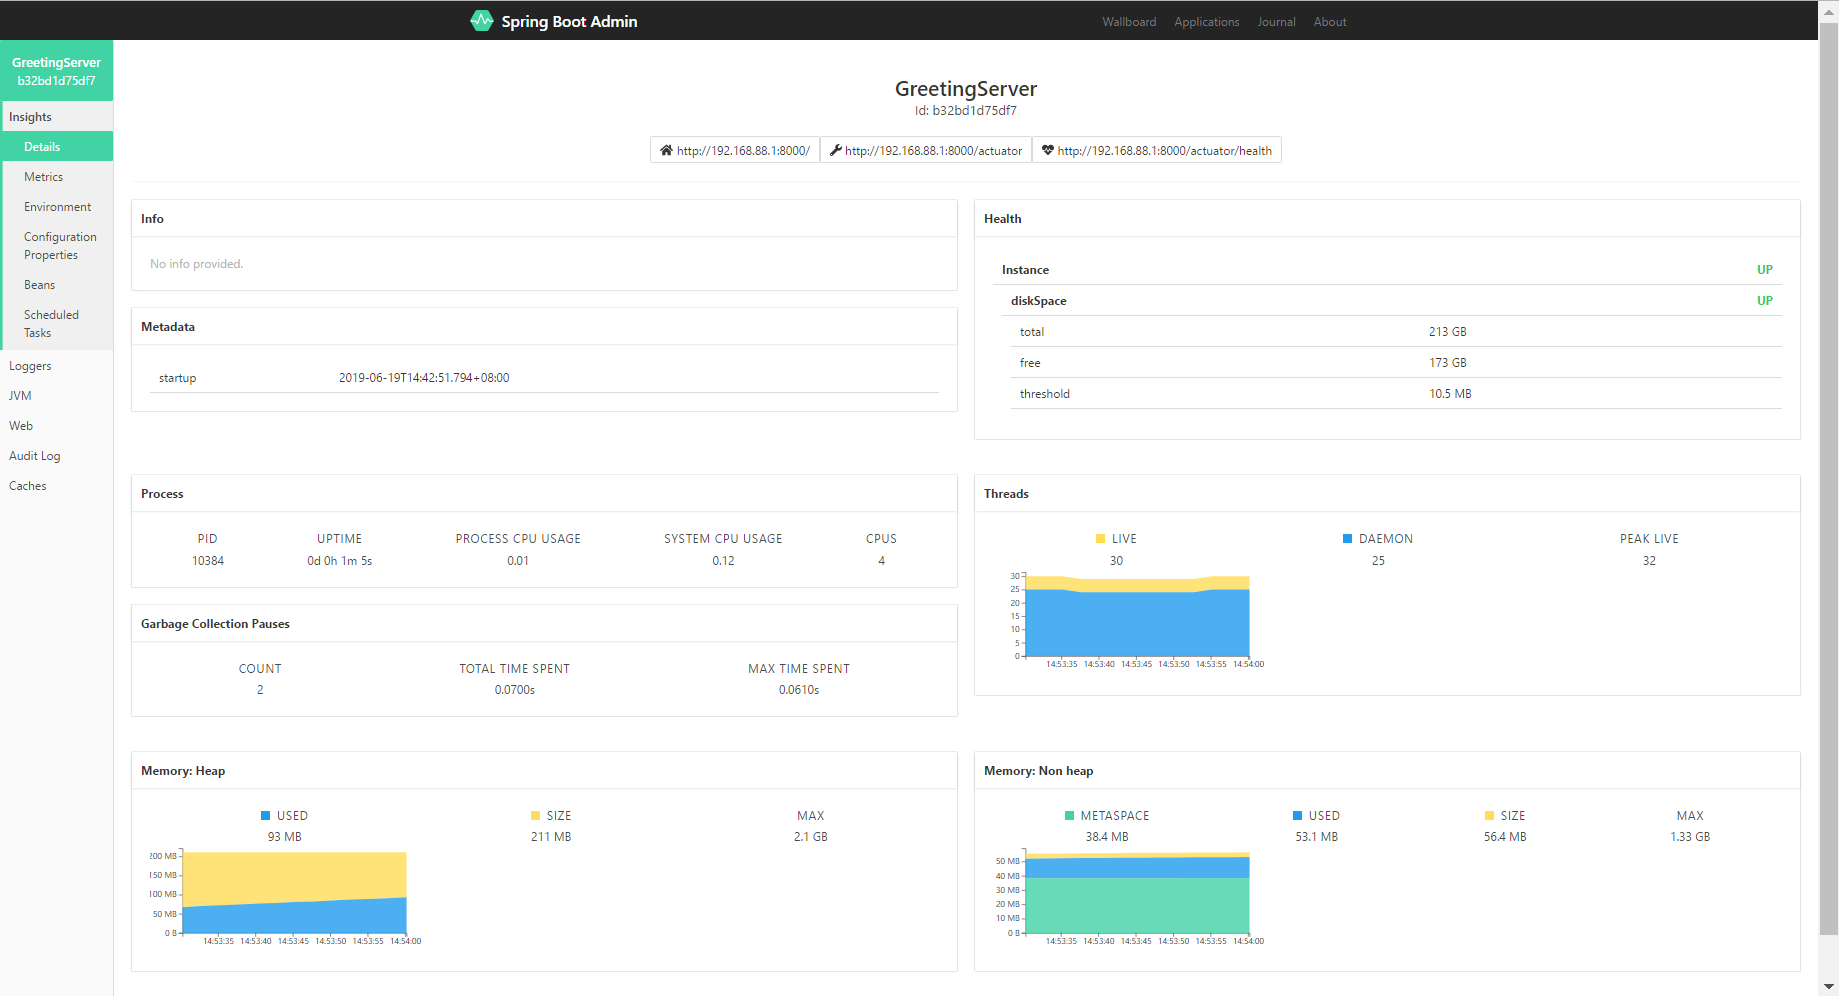 Spring Boot Admin
Wallboard Applications Journal About
GreetingServer
b32bd1d75df7
Insights
Details
Metrics
Environment
Configuration
Properties
Beans
Scheduled
Tasks
Loggers
JVM
Web
Audit Log
Caches
GreetingServer
Id: b32bd1d75df7
http://192.168.88.1:8000/ http://192.168.88.1:8000/actuator http://192.168.88.1:8000/actuator/health
Info
No info provided.
Metadata
startup 2019-06-19T14:42:51.794+08:00
Health
Instance UP
diskSpace UP
total 213 GB
free 173 GB
threshold 10.5 MB
Process
PID UPTIME PROCESS CPU USAGE SYSTEM CPU USAGE CPUS
10384 0d 0h 1m 5s 0.01 0.12 4
Garbage Collection Pauses
COUNT TOTAL TIME SPENT MAX TIME SPENT
2 0.0700s 0.0610s
Threads
LIVE DAEMON PEAK LIVE
30 25 32
30
25
20
15
10
5
0
14:53:35 14:53:40 14:53:45 14:53:50 14:53:55 14:54:00
Memory: Heap
USED SIZE MAX
93 MB 211 MB 2.1 GB
200 MB
150 MB
100 MB
50 MB
0 B
14:53:35 14:53:40 14:53:45 14:53:50 14:53:55 14:54:00
Memory: Non heap
METASPACE USED SIZE MAX
38.4 MB 53.1 MB 56.4 MB 1.33 GB
50 MB
40 MB
30 MB
20 MB
10 MB
0 B
14:53:35 14:53:40 14:53:45 14:53:50 14:53:55 14:54:00